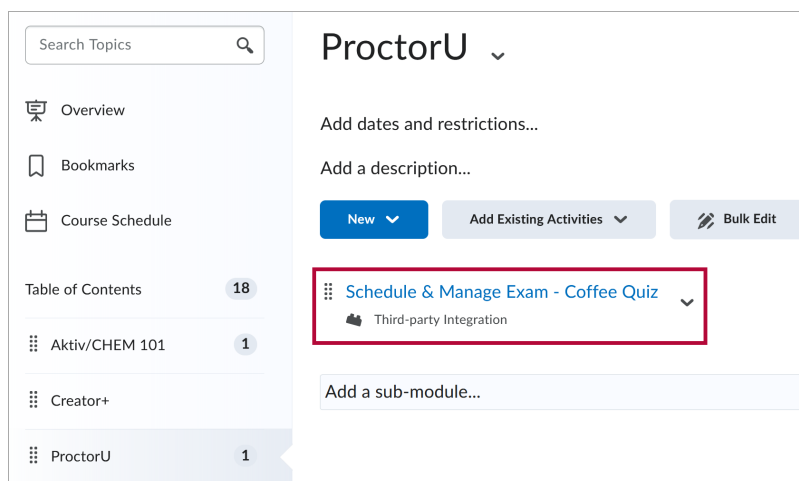 Search Topics
Overview
Bookmarks
Course Schedule
Table of Contents 18
Aktiv/CHEM 101 1
Creator+
ProctorU 1
ProctorU
Add dates and restrictions...
Add a description...
New Add Existing Activities Bulk Edit
Schedule & Manage Exam - Coffee Quiz
Third-party Integration
Add a sub-module...